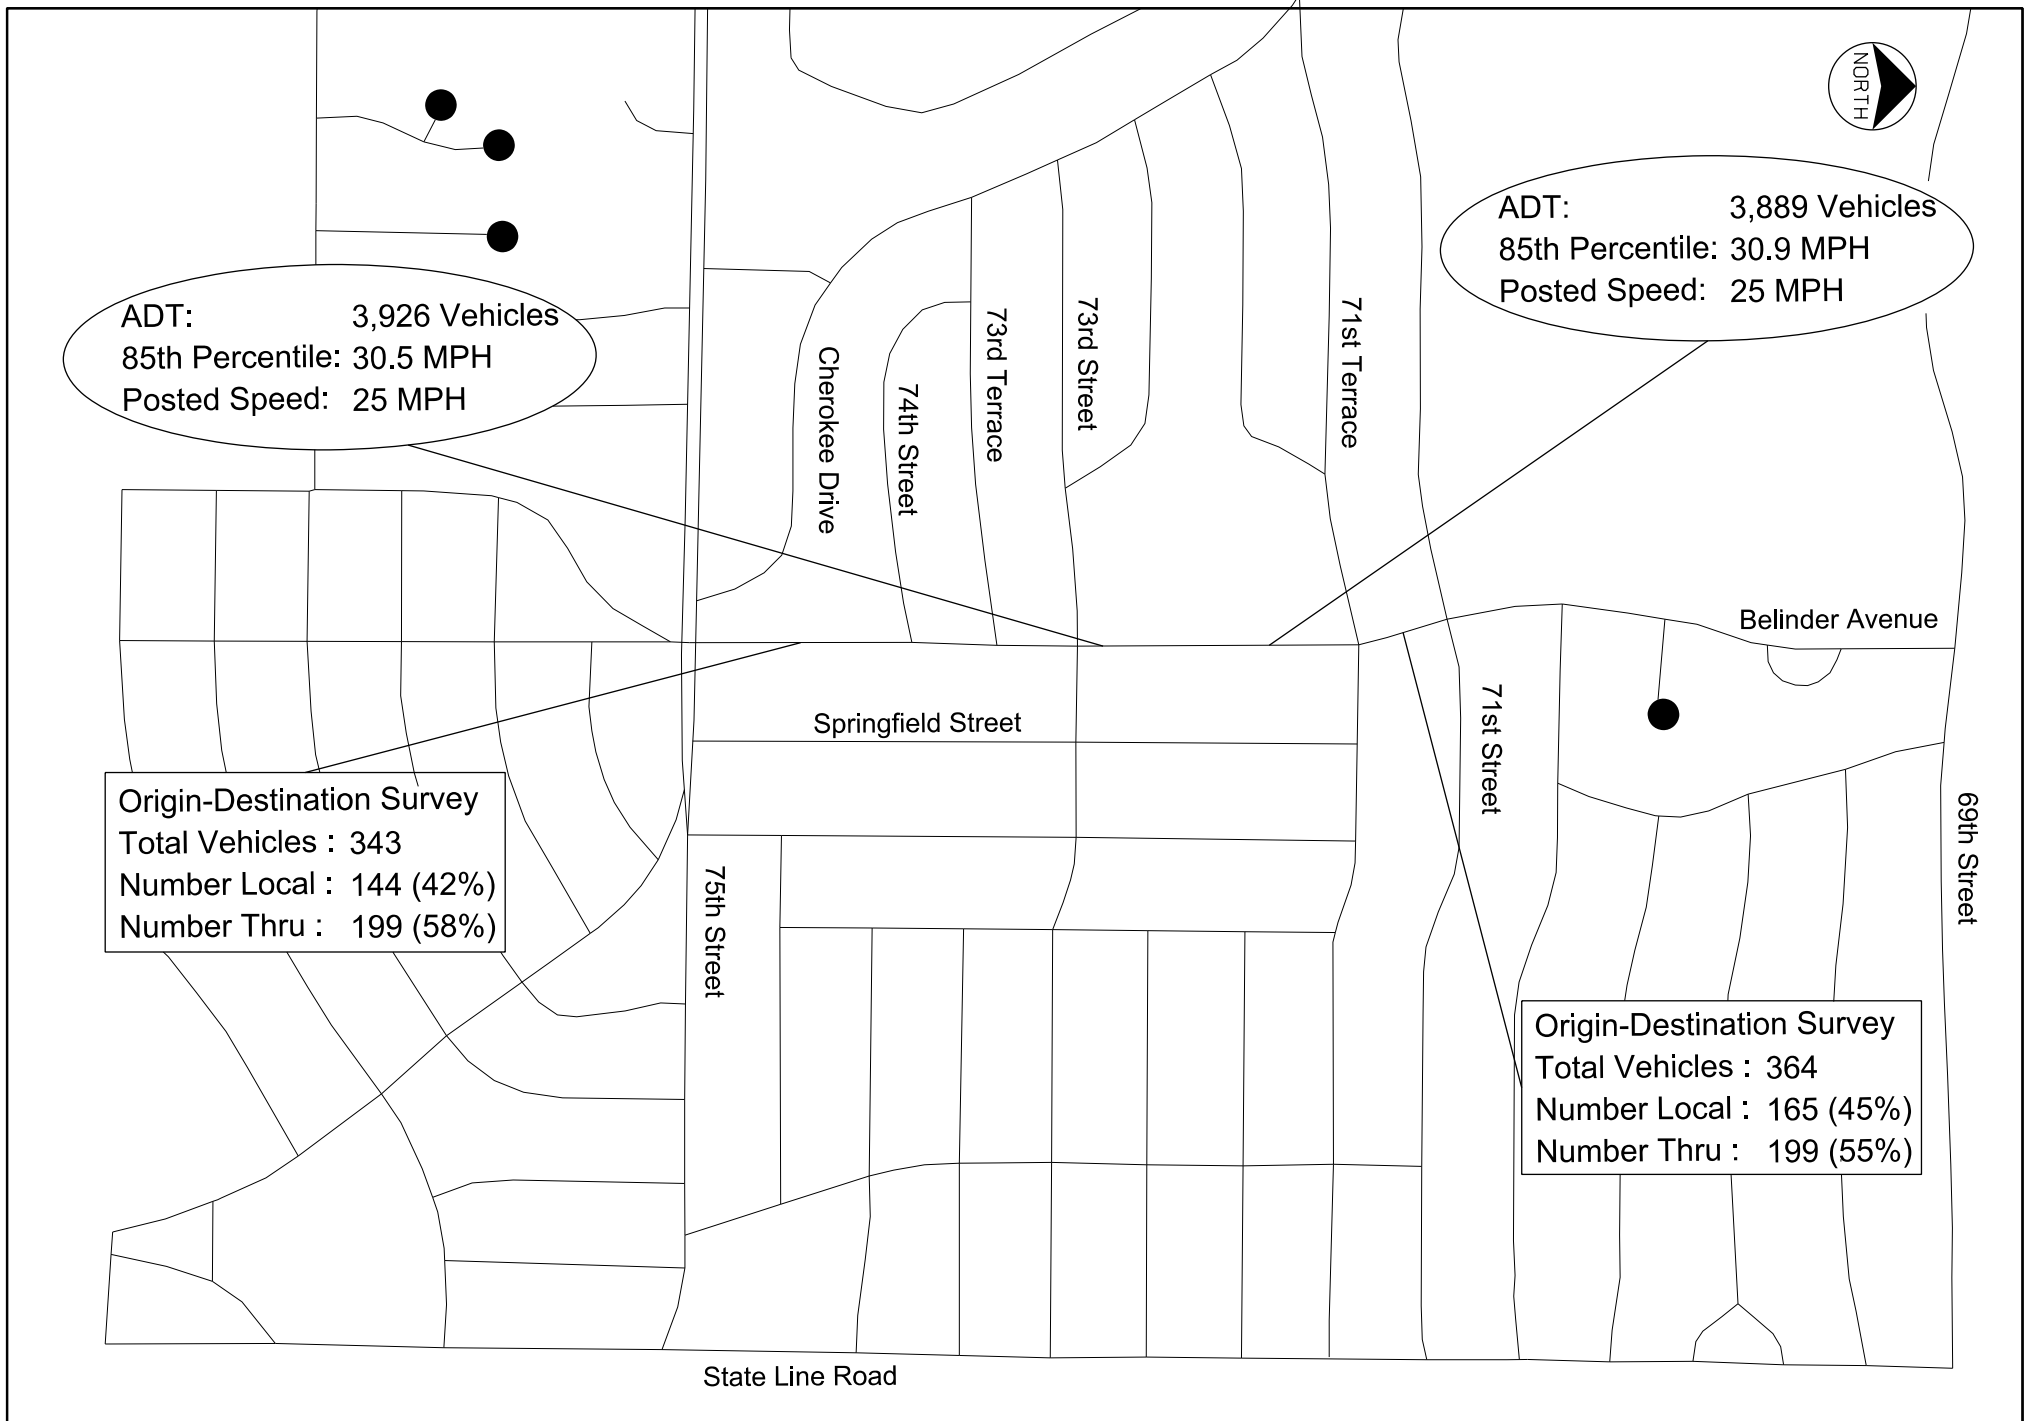 NORTH
ADT: 3,889 Vehicles
85th Percentile: 30.9 MPH
Posted Speed: 25 MPH
ADT: 3,926 Vehicles
85th Percentile: 30.5 MPH
Posted Speed: 25 MPH
Cherokee Drive
74th Street
73rd Terrace
73rd Street
71st Terrace
Belinder Avenue
Springfield Street
71st Street
69th Street
75th Street
Origin-Destination Survey
Total Vehicles : 343
Number Local : 144 (42%)
Number Thru : 199 (58%)
Origin-Destination Survey
Total Vehicles : 364
Number Local : 165 (45%)
Number Thru : 199 (55%)
State Line Road